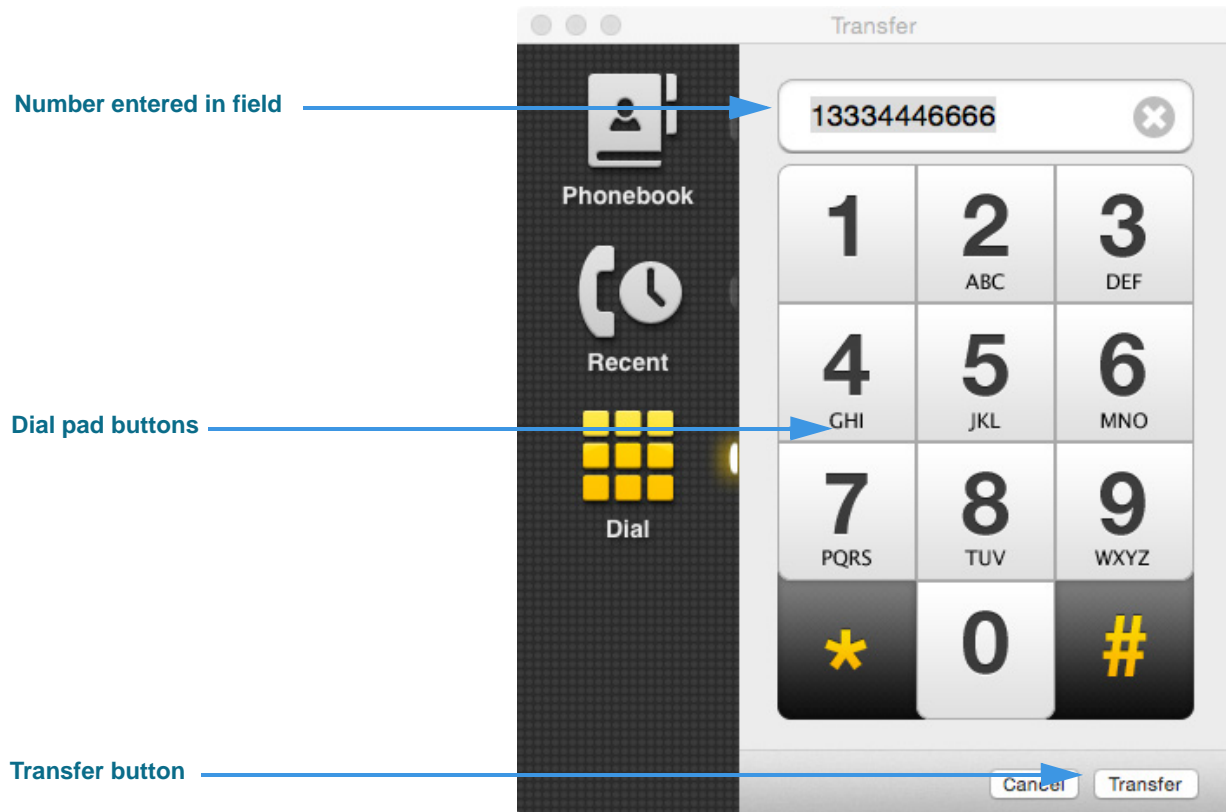 Transfer
Number entered in field
13334446666
Phonebook
1
2
ABC
3
DEF
Recent
4
GHI
5
JKL
6
MNO
Dial pad buttons
Dial
7
PQRS
8
TUV
9
WXYZ
*
0
#
Transfer button
Cancel
Transfer